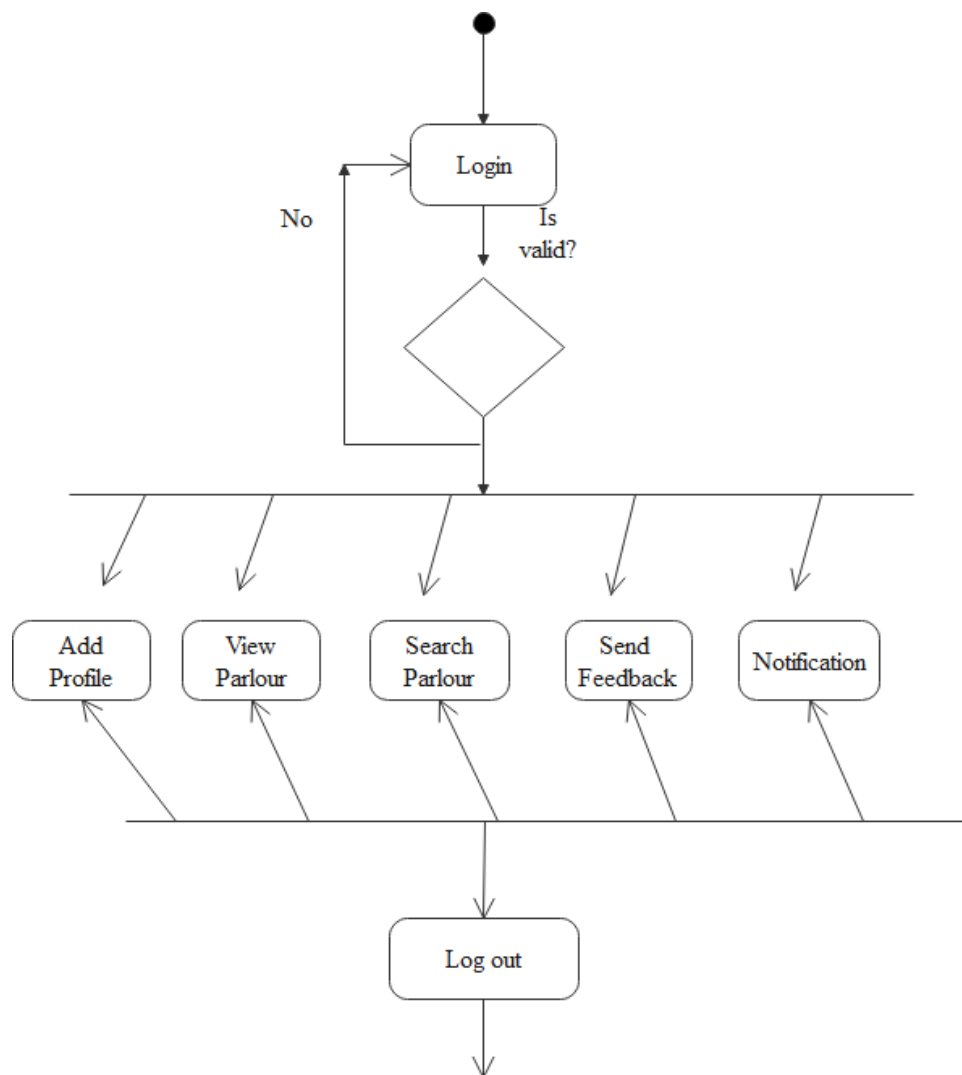 Login
No
Is
valid?
Add
Profile
View
Parlour
Search
Parlour
Send
Feedback
Notification
Log out